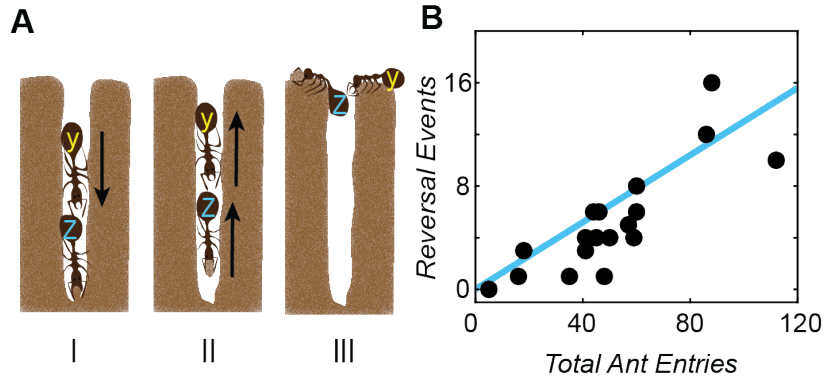 A
B
y
Z
y
Z
Z
y
I
II
III
Reversal Events
16
8
0
0
40
80
120
Total Ant Entries